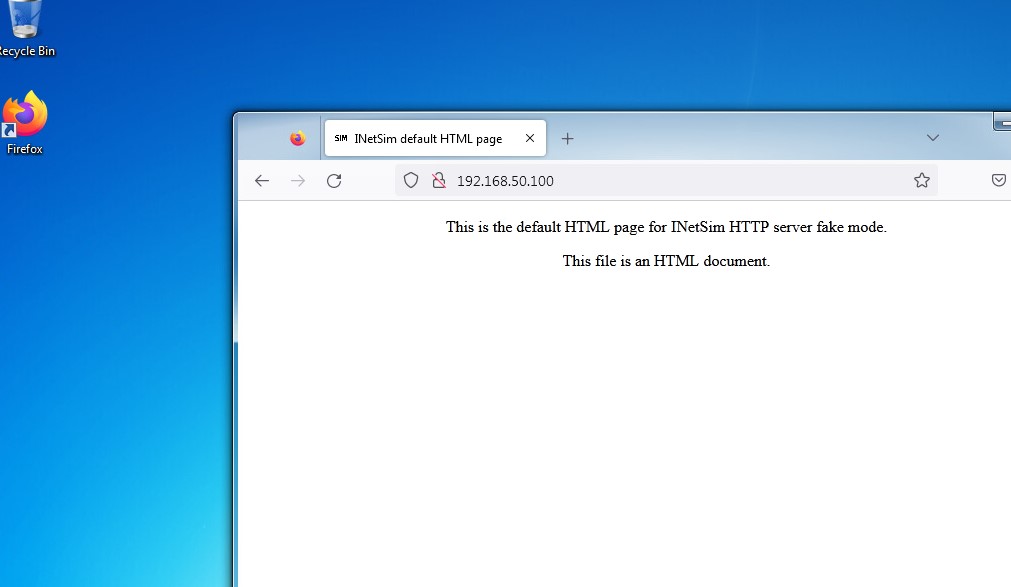 ecycle Bin
Firefox
SIM INetSim default HTML page
192.168.50.100
This is the default HTML page for INetSim HTTP server fake mode.
This file is an HTML document.